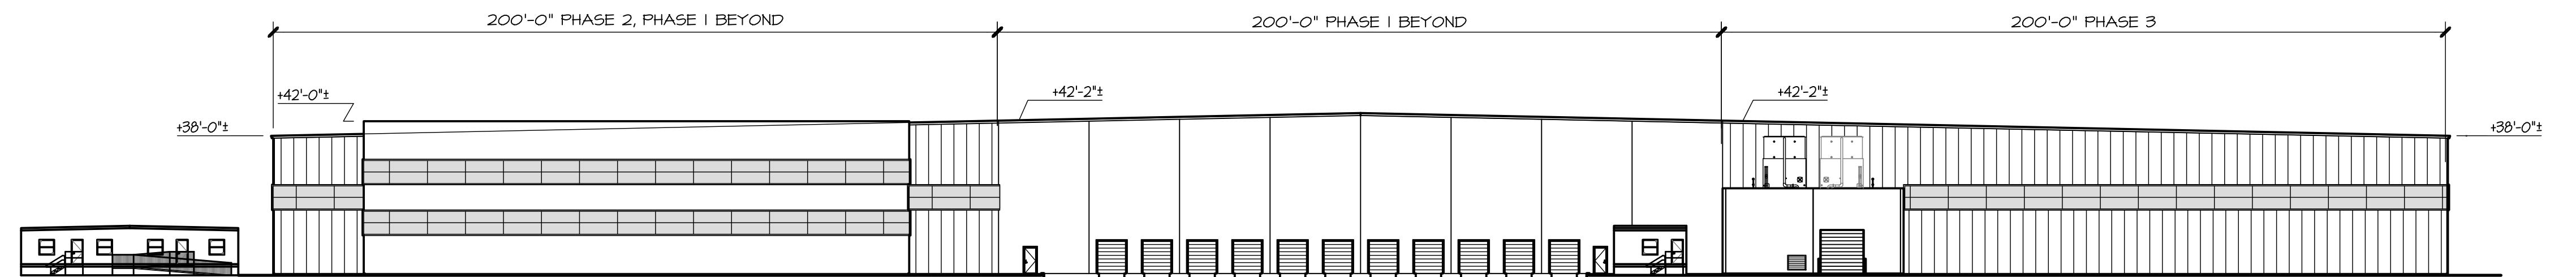 200'-0" PHASE 2, PHASE 1 BEYOND
200'-0" PHASE 1 BEYOND
200'-0" PHASE 3
+42'-0"±
+42'-2"±
+42'-2"±
+38'-0"±
+38'-0"±